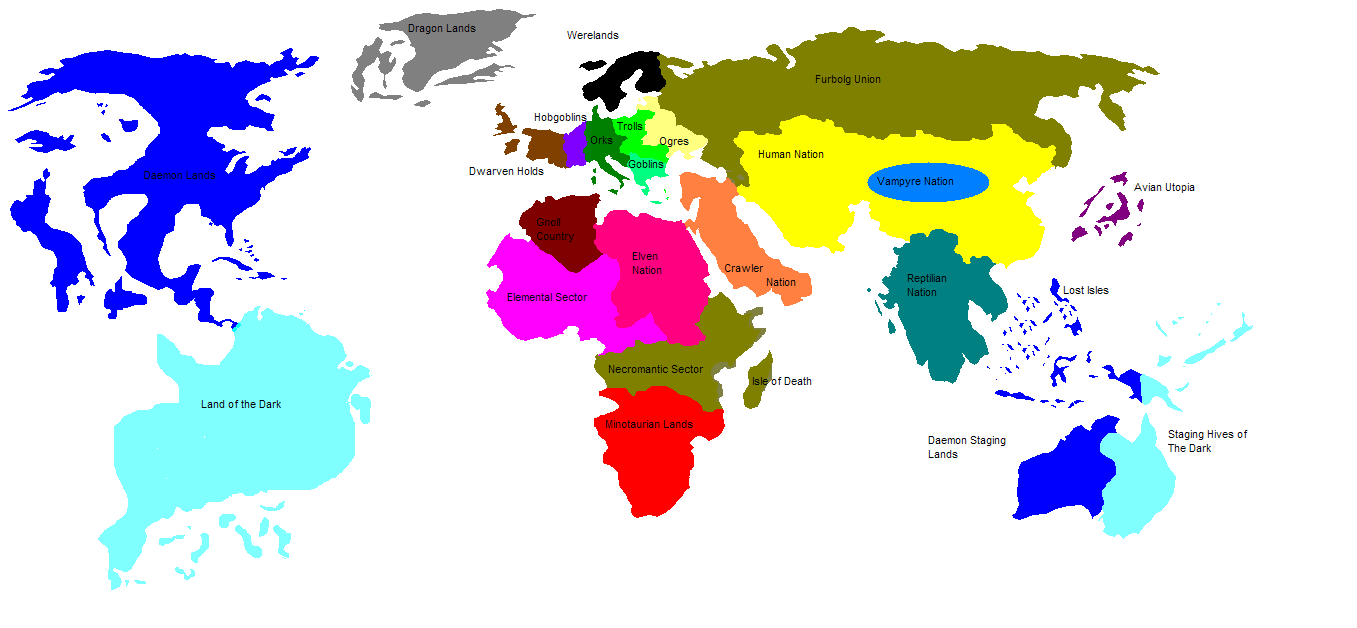 Dragon Lands
Werelands
Furbolg Union
Hobgoblins
Trolls
Orks
Ogres
Human Nation
Goblins
Dwarven Holds
Daemon Lands
Vampyre Nation
Avian Utopia
Gnoll
Country
Elven
Nation
Crawler
Nation
Reptilian
Nation
Elemental Sector
Lost Isles
Necromantic Sector
Isle of Death
Land of the Dark
Minotaurian Lands
Daemon Staging
Lands
Staging Hives of
The Dark